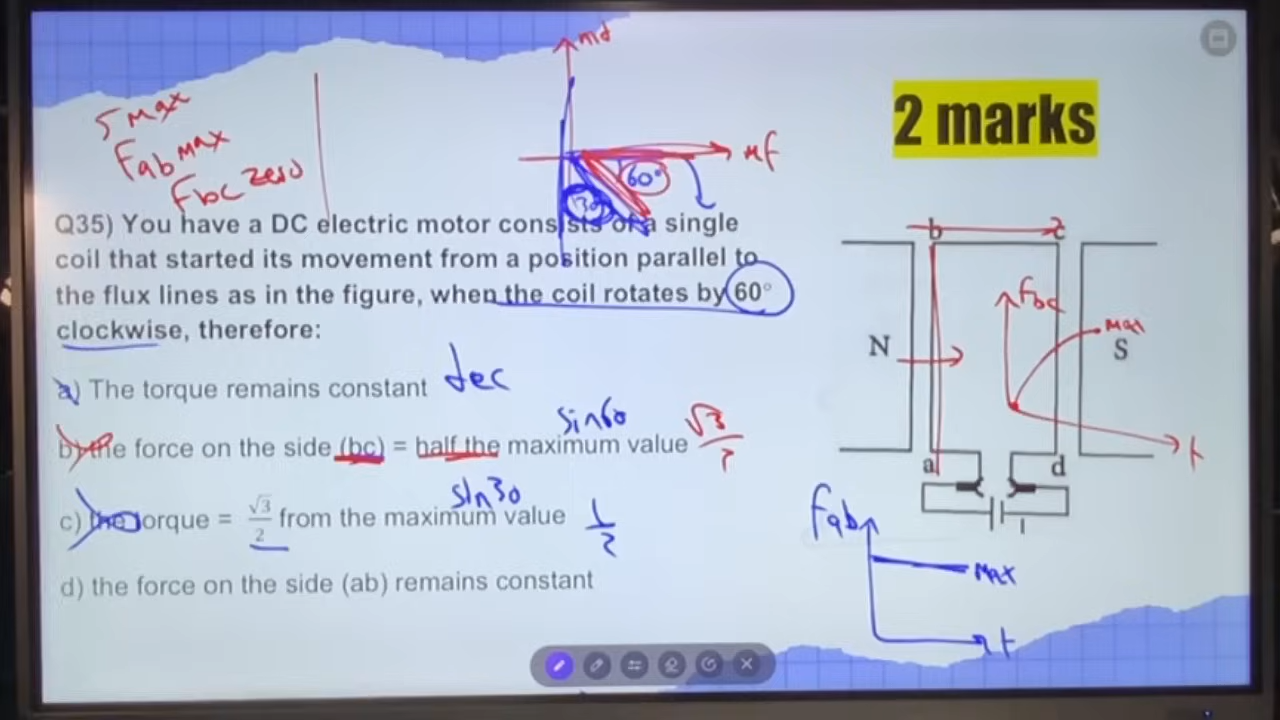 md
mf
60°
30
τ Max
Fab Max
Fbc zero
2 marks
Q35) You have a DC electric motor consists of a single
coil that started its movement from a position parallel to
the flux lines as in the figure, when the coil rotates by 60°
clockwise, therefore:
a) The torque remains constant dec
sin60
b) the force on the side (bc) = half the maximum value √3/2
sin30
c) the torque = √3/2 from the maximum value 1/2
d) the force on the side (ab) remains constant
b c
Fbc
Max
N S
t
a d
Fab
Max
t